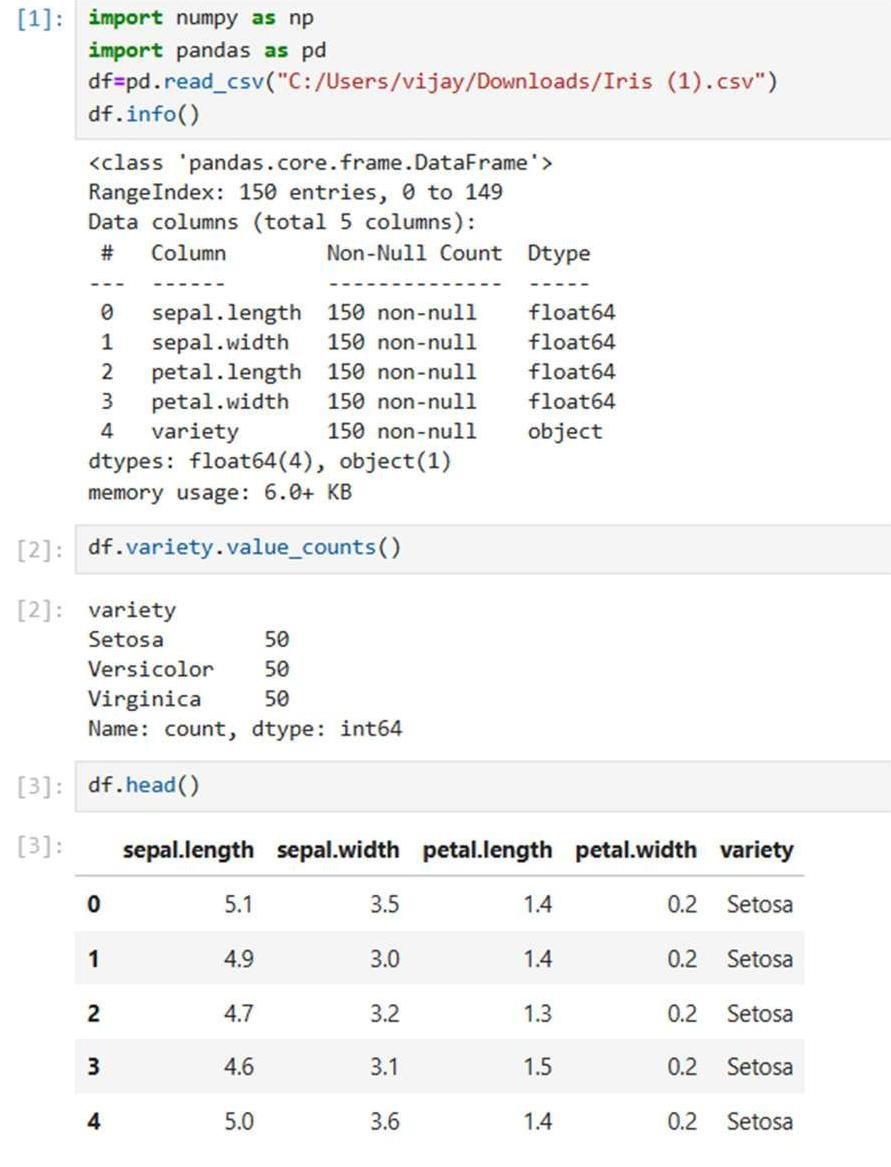 [1]: import numpy as np
import pandas as pd
df=pd.read_csv("C:/Users/vijay/Downloads/Iris (1).csv")
df.info()
<class 'pandas.core.frame.DataFrame'>
RangeIndex: 150 entries, 0 to 149
Data columns (total 5 columns):
 #   Column        Non-Null Count  Dtype
---  ------        --------------  -----
 0   sepal.length  150 non-null    float64
 1   sepal.width   150 non-null    float64
 2   petal.length  150 non-null    float64
 3   petal.width   150 non-null    float64
 4   variety       150 non-null    object
dtypes: float64(4), object(1)
memory usage: 6.0+ KB
[2]: df.variety.value_counts()
[2]: variety
Setosa        50
Versicolor    50
Virginica     50
Name: count, dtype: int64
[3]: df.head()
[3]: sepal.length sepal.width petal.length petal.width variety
0 5.1 3.5 1.4 0.2 Setosa
1 4.9 3.0 1.4 0.2 Setosa
2 4.7 3.2 1.3 0.2 Setosa
3 4.6 3.1 1.5 0.2 Setosa
4 5.0 3.6 1.4 0.2 Setosa